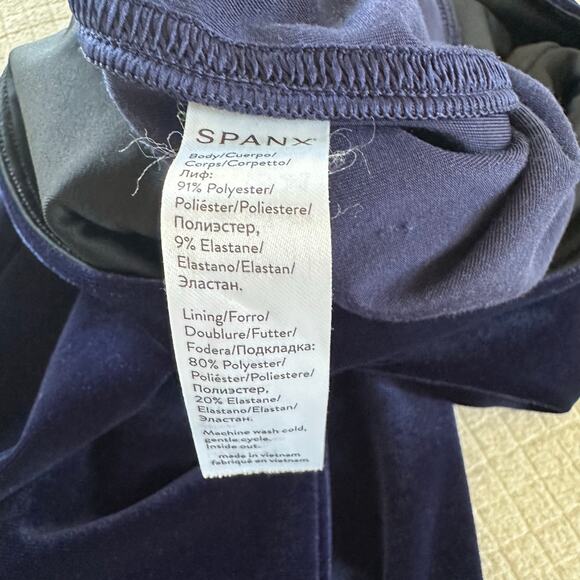 SPANX
Body/Cuerpo/
Corps/Corpetto/
Лиф:
91% Polyester/
Poliéster/Poliestere/
Полиэстер,
9% Elastane/
Elastano/Elastan/
Эластан.
Lining/Forro/
Doublure/Futter/
Fodera/Подкладка:
80% Polyester/
Poliéster/Poliestere/
Полиэстер,
20% Elastane/
Elastano/Elastan/
Эластан.
Machine wash cold,
gentle cycle.
Inside out.
made in vietnam
fabriqué en vietnam